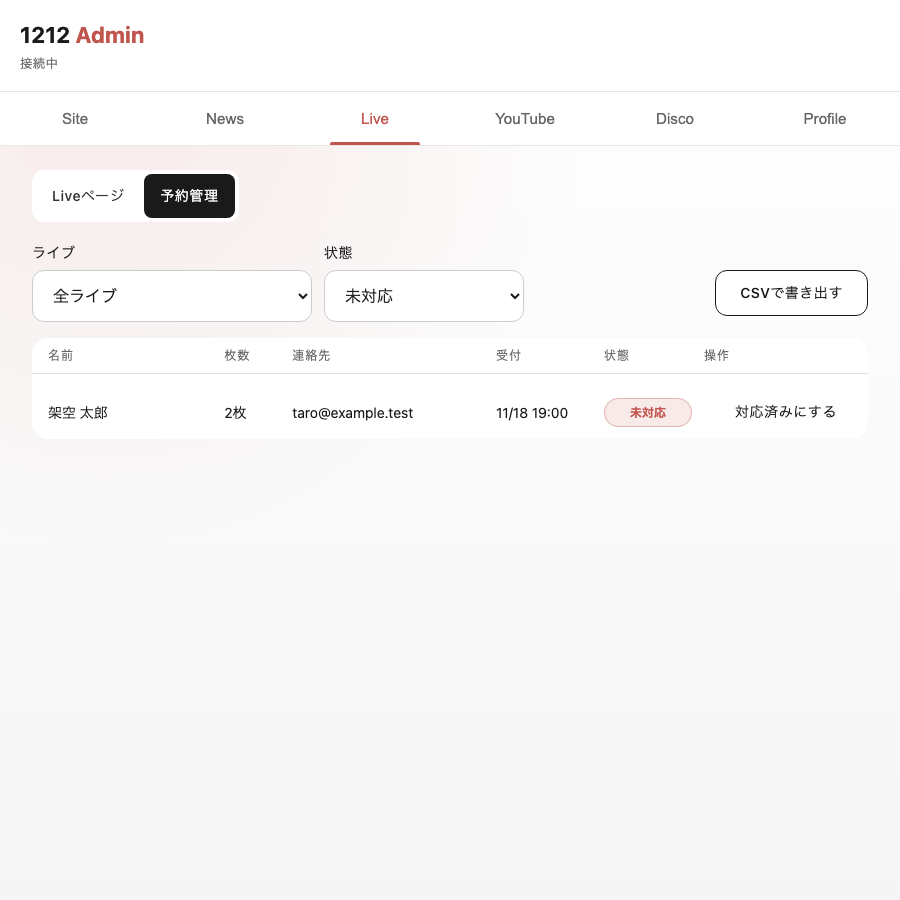 1212 Admin
接続中
Site News Live YouTube Disco Profile
Liveページ 予約管理
ライブ 状態
全ライブ 未対応 CSVで書き出す
名前 枚数 連絡先 受付 状態 操作
架空 太郎 2枚 taro@example.test 11/18 19:00 未対応 対応済みにする